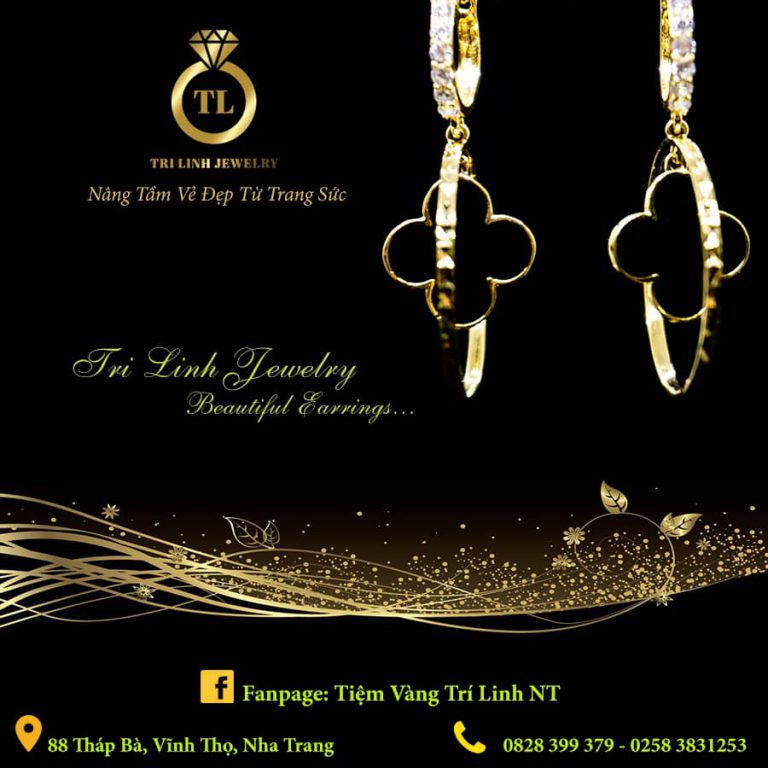 TL
TRI LINH JEWELRY
Nâng Tầm Vẻ Đẹp Từ Trang Sức
Tri Linh Jewelry
Beautiful Earrings...
f Fanpage: Tiệm Vàng Trí Linh NT
88 Tháp Bà, Vĩnh Thọ, Nha Trang
0828 399 379 - 0258 3831253